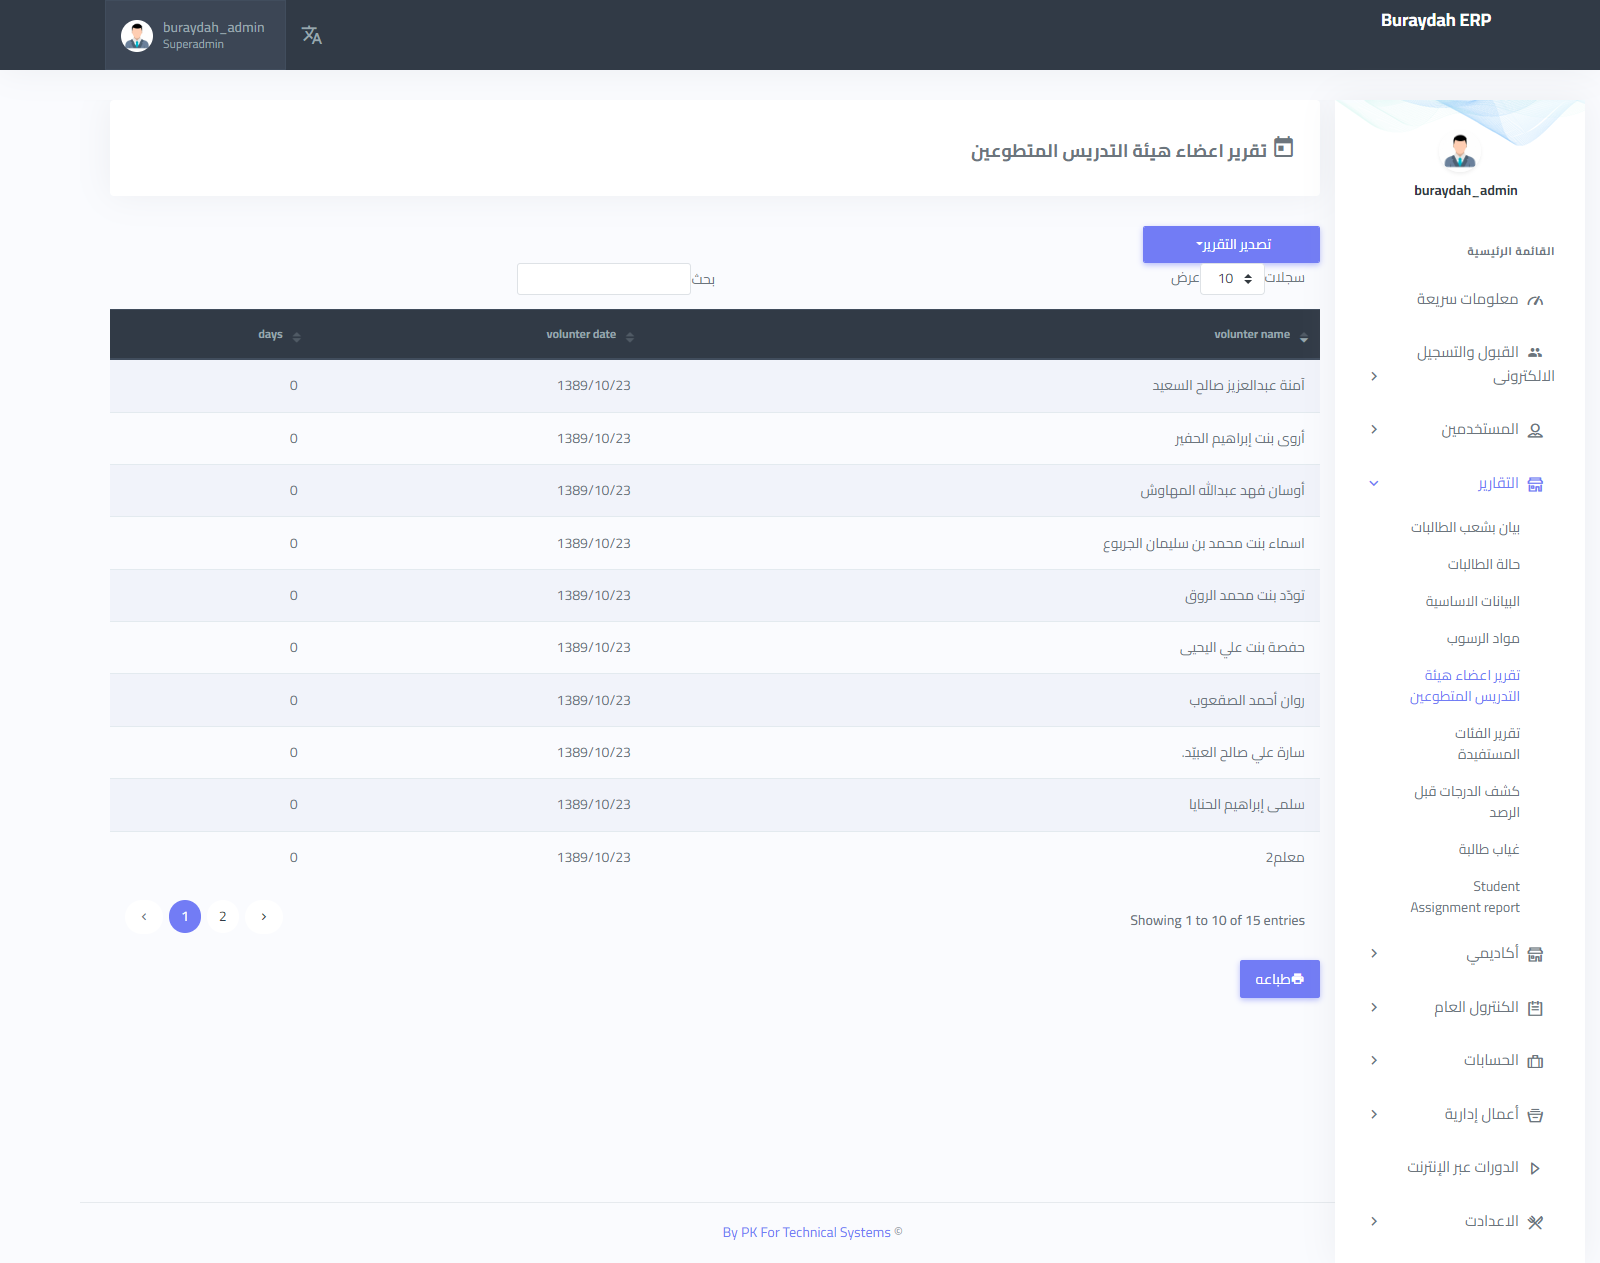 Buraydah ERP
buraydah_admin
Superadmin
تقرير اعضاء هيئة التدريس المتطوعين
تصدير التقرير
سجلات 10 عرض
بحث
volunter name volunter date days
آمنة عبدالعزيز صالح السعيد 1389/10/23 0
أروى بنت إبراهيم الحفير 1389/10/23 0
أوسان فهد عبدالله المهاوش 1389/10/23 0
اسماء بنت محمد بن سليمان الجربوع 1389/10/23 0
تودّد بنت محمد الروق 1389/10/23 0
حفصة بنت علي اليحيى 1389/10/23 0
روان أحمد الصقعوب 1389/10/23 0
سارة علي صالح العبيّد. 1389/10/23 0
سلمى إبراهيم الحنايا 1389/10/23 0
معلم2 1389/10/23 0
Showing 1 to 10 of 15 entries
‹ 1 2 ›
طباعه
buraydah_admin
القائمة الرئيسية
معلومات سريعة
القبول والتسجيل
الالكترونى
المستخدمين
التقارير
بيان بشعب الطالبات
حالة الطالبات
البيانات الاساسية
مواد الرسوب
تقرير اعضاء هيئة
التدريس المتطوعين
تقرير الفئات
المستفيدة
كشف الدرجات قبل
الرصد
غياب طالبة
Student
Assignment report
أكاديمي
الكنترول العام
الحسابات
أعمال إدارية
الدورات عبر الإنترنت
الاعدادت
By PK For Technical Systems ©